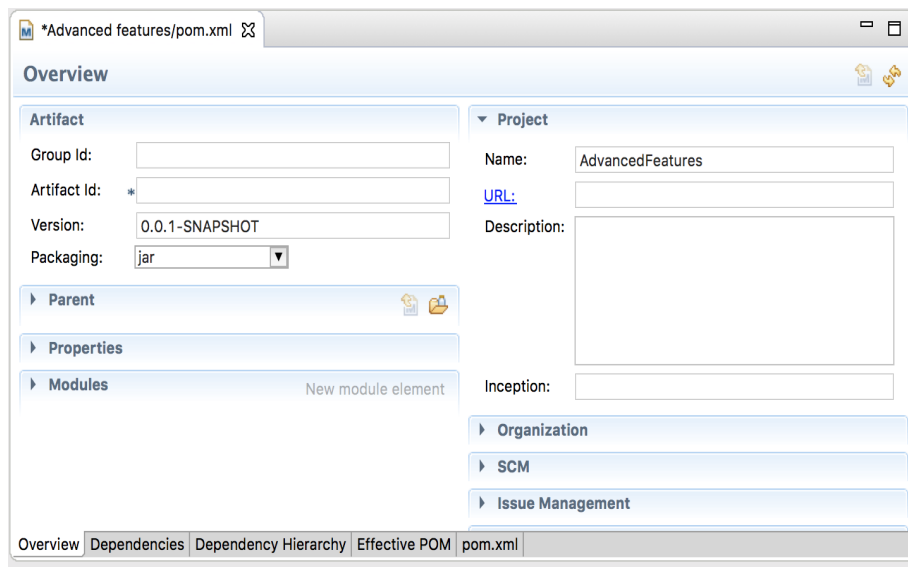 *Advanced features/pom.xml
Overview
Artifact
Group Id:
Artifact Id: *
Version: 0.0.1-SNAPSHOT
Packaging: jar
Parent
Properties
Modules New module element
Project
Name: AdvancedFeatures
URL:
Description:
Inception:
Organization
SCM
Issue Management
Overview Dependencies Dependency Hierarchy Effective POM pom.xml